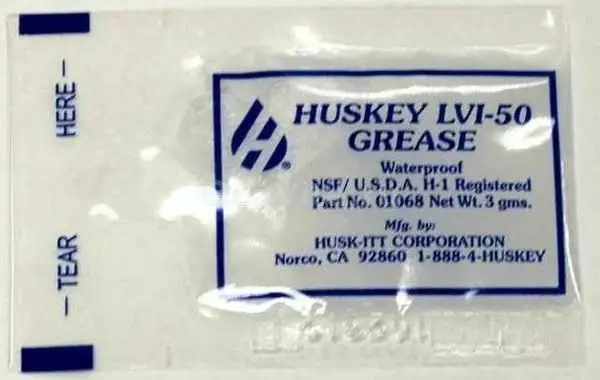 — TEAR HERE —
HUSKEY LVI-50
GREASE
Waterproof
NSF/ U.S.D.A. H-1 Registered
Part No. 01068 Net Wt. 3 gms.
Mfg. by:
HUSK-ITT CORPORATION
Norco, CA 92860 1-888-4-HUSKEY